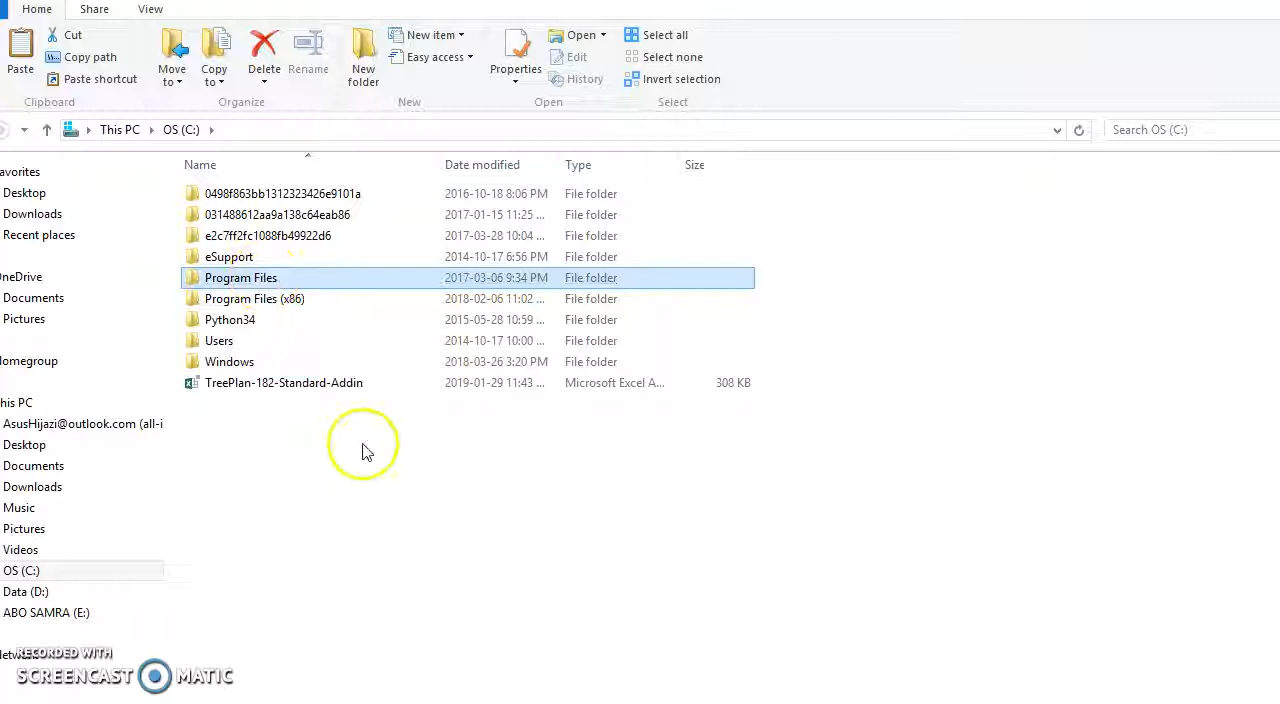 Home Share View
Paste
Cut
Copy path
Paste shortcut
Clipboard
Move to
Copy to
Delete
Rename
Organize
New folder
New item
Easy access
New
Properties
Open
Edit
History
Open
Select all
Select none
Invert selection
Select
This PC OS (C:)
Search OS (C:)
Name Date modified Type Size
0498f863bb1312323426e9101a 2016-10-18 8:06 PM File folder
031488612aa9a138c64eab86 2017-01-15 11:25 ... File folder
e2c7ff2fc1088fb49922d6 2017-03-28 10:04 ... File folder
eSupport 2014-10-17 6:56 PM File folder
Program Files 2017-03-06 9:34 PM File folder
Program Files (x86) 2018-02-06 11:02 ... File folder
Python34 2015-05-28 10:59 ... File folder
Users 2014-10-17 10:00 ... File folder
Windows 2018-03-26 3:20 PM File folder
TreePlan-182-Standard-Addin 2019-01-29 11:43 ... Microsoft Excel A... 308 KB
avorites
Desktop
Downloads
Recent places
neDrive
Documents
Pictures
omegroup
his PC
AsusHijazi@outlook.com (all-i
Desktop
Documents
Downloads
Music
Pictures
Videos
OS (C:)
Data (D:)
ABO SAMRA (E:)
RECORDED WITH
SCREENCAST MATIC